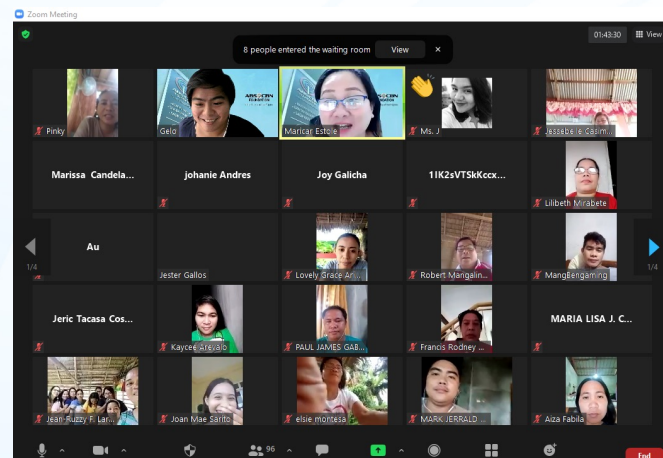 Zoom Meeting
8 people entered the waiting room View ×
01:43:30 View
Pinky
Gelo
ABS-CBN
Foundation
Maricar Estole
Ms. J
Jessebelle Casim...
Marissa Candela...
johanie Andres
Joy Galicha
1IK2sVTSkKccx...
Lilibeth Mirabete
Au
1/4
Jester Gallos
Lovely Grace An...
Robert Mangalin...
MangBengaming
1/4
Jeric Tacasa Cos...
Kaycee Arevalo
PAUL JAMES GAB...
Francis Rodney ...
MARIA LISA J. C...
Jean-Ruzzy F. Lar...
Joan Mae Sarito
elsie montesa
MARK JERRALD ...
Aiza Fabila
96
End